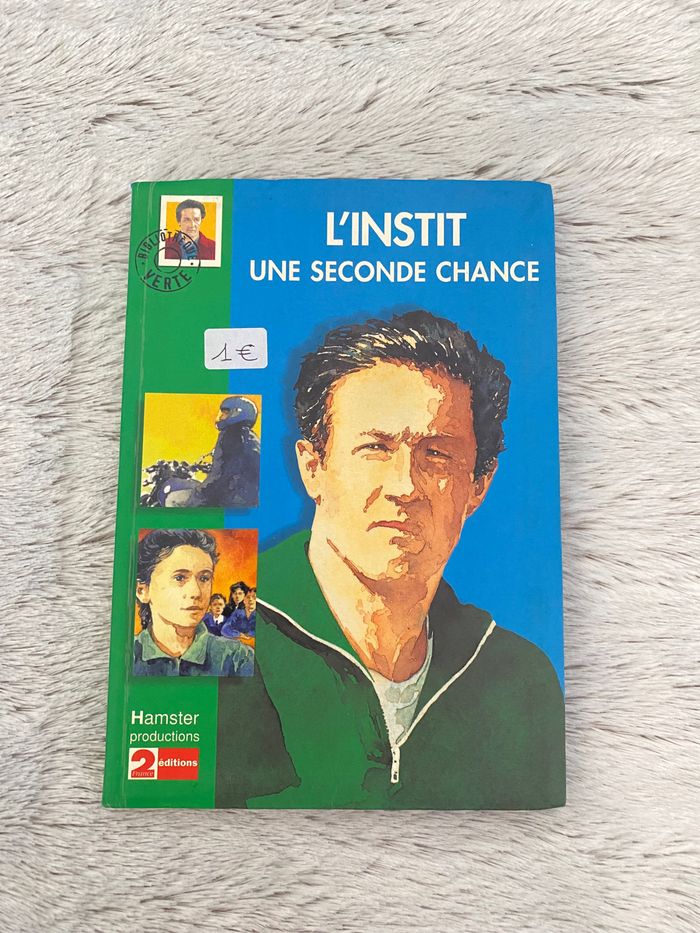 L'INSTIT
UNE SECONDE CHANCE
BIBLIOTHÈQUE
VERTE
1€
Hamster
productions
2 éditions
France